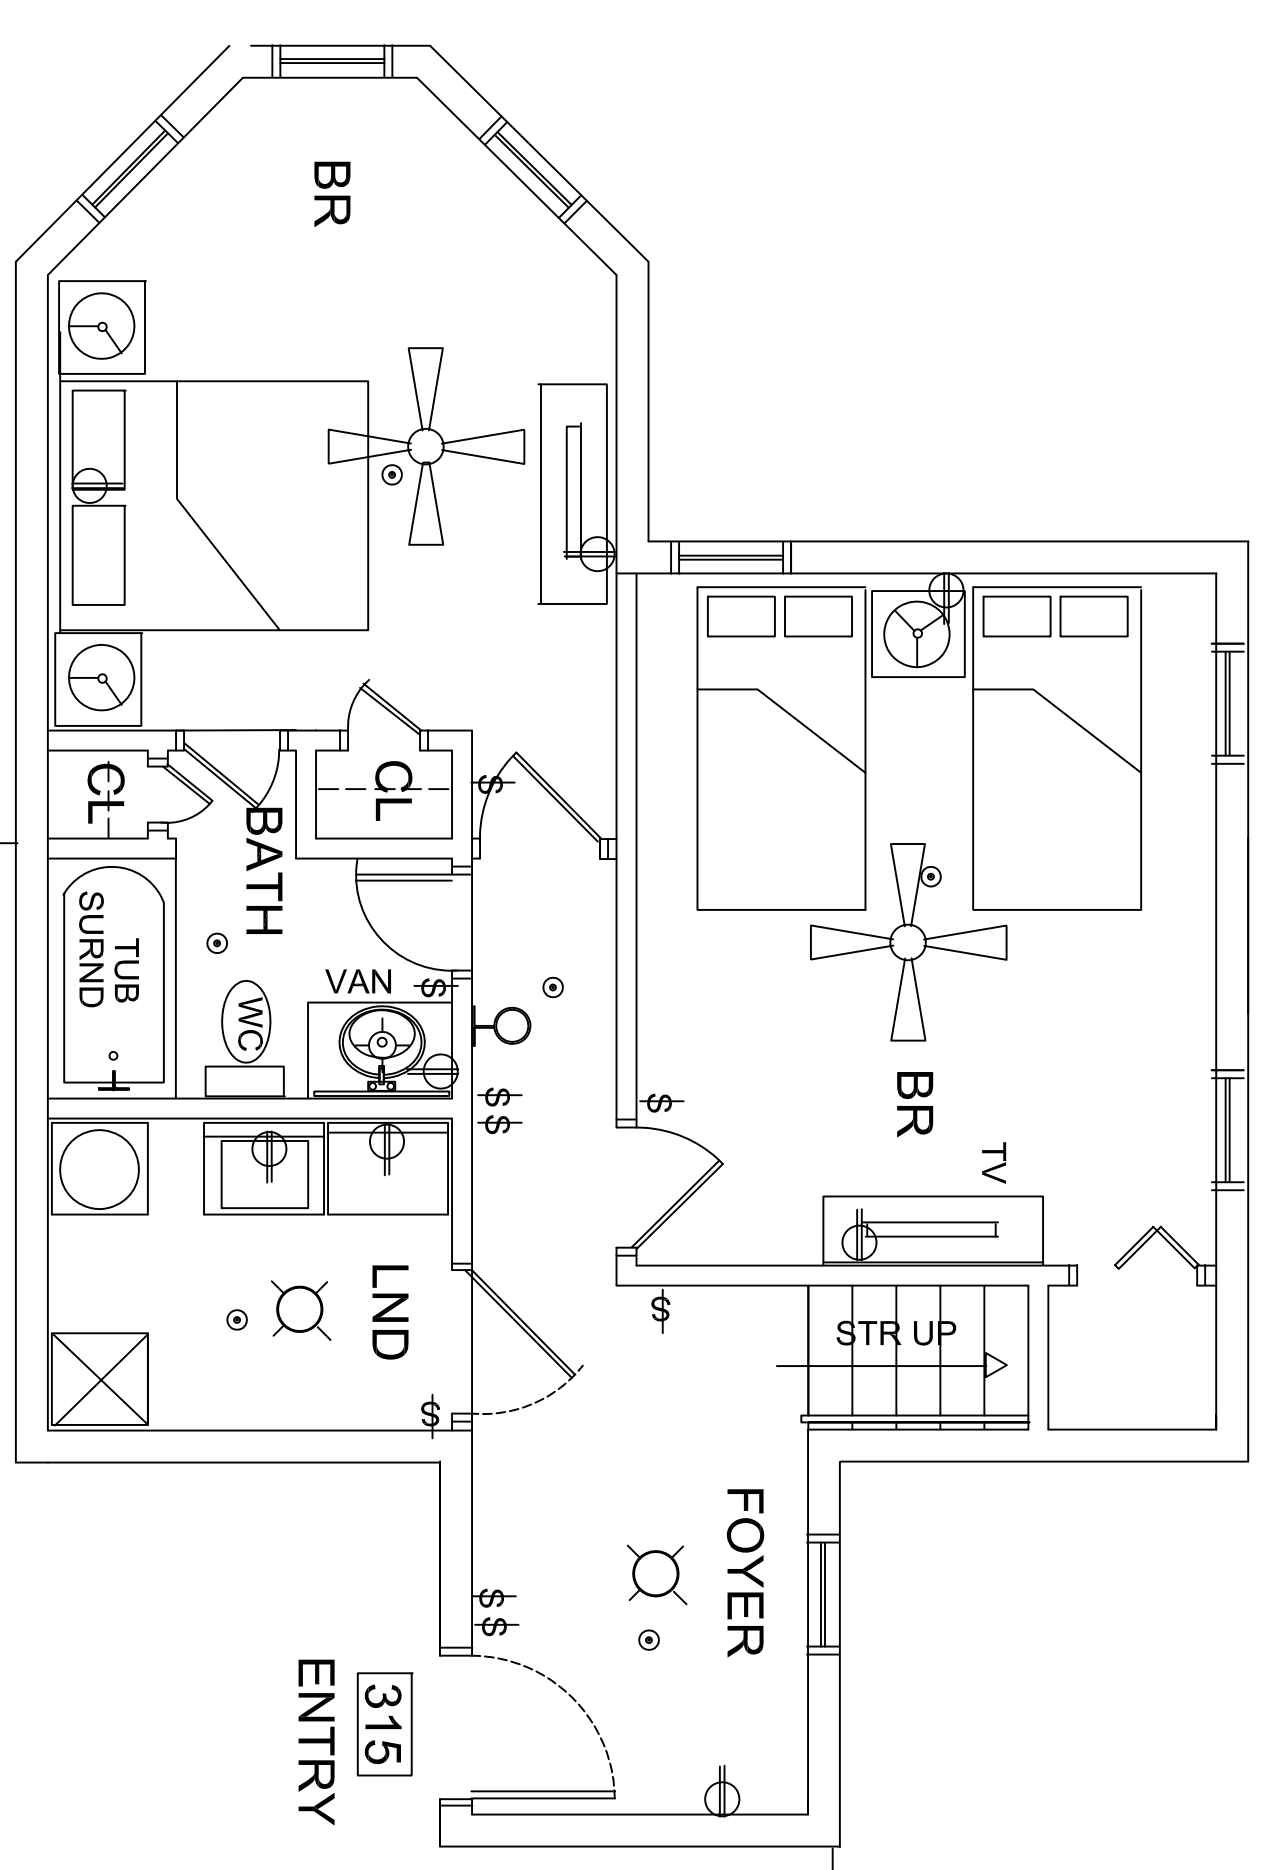 BR
CL
CL
BATH
TUB
SURND
WC
VAN
$
$
$
$
$
BR
TV
$
LND
$
STR UP
$
FOYER
$
$
ENTRY
315